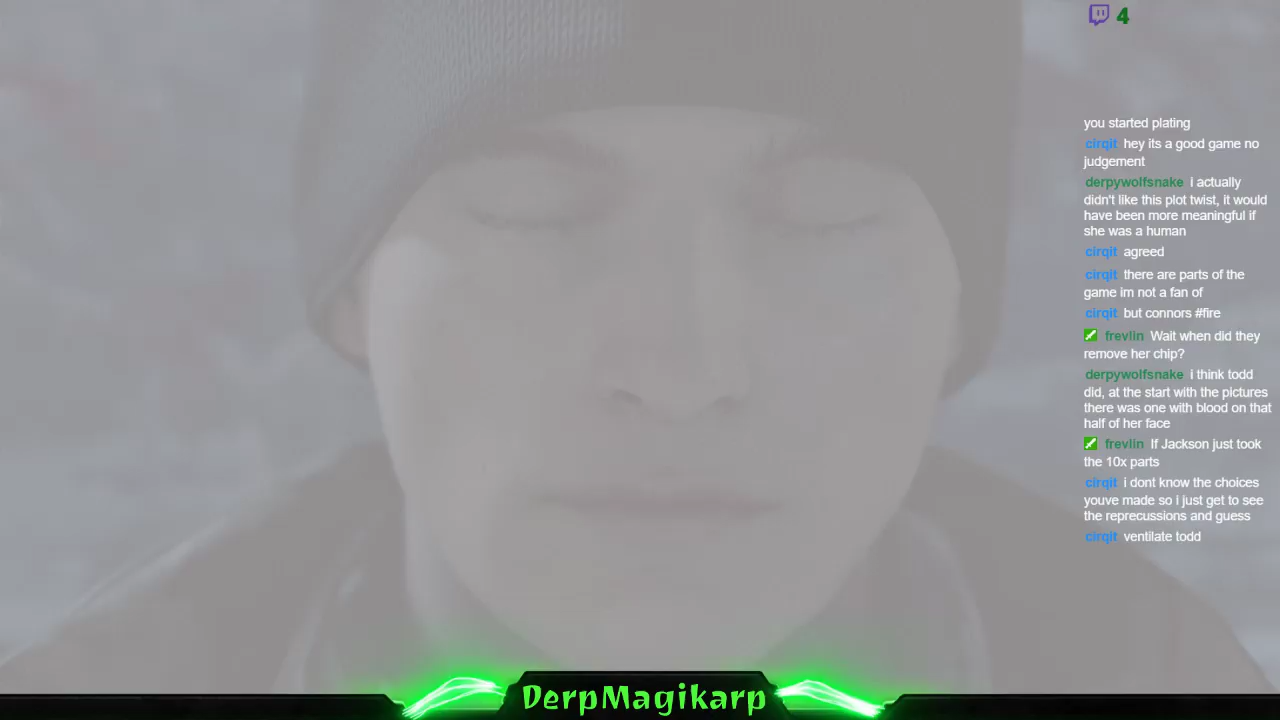 4
you started plating
cirqit hey its a good game no
judgement
derpywolfsnake i actually
didn't like this plot twist, it would
have been more meaningful if
she was a human
cirqit agreed
cirqit there are parts of the
game im not a fan of
cirqit but connors #fire
frevlin Wait when did they
remove her chip?
derpywolfsnake i think todd
did, at the start with the pictures
there was one with blood on that
half of her face
frevlin If Jackson just took
the 10x parts
cirqit i dont know the choices
youve made so i just get to see
the reprecussions and guess
cirqit ventilate todd
DerpMagikarp